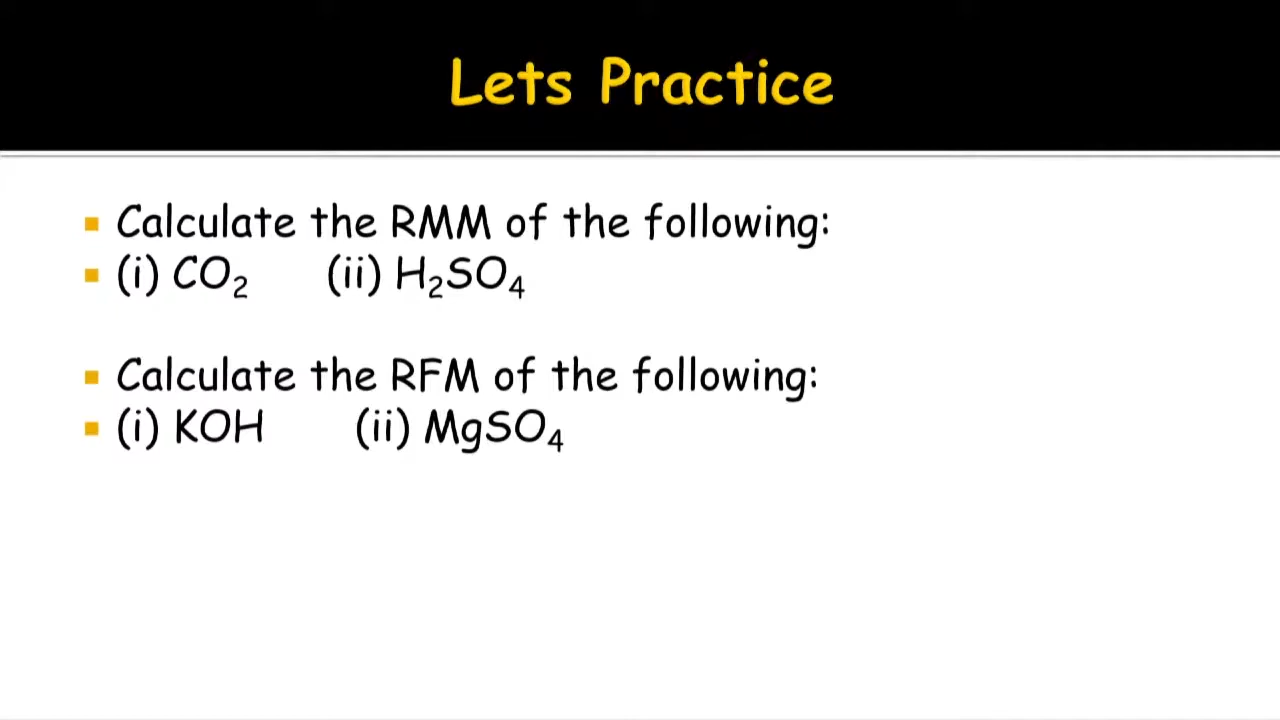 Lets Practice
Calculate the RMM of the following:
(i) CO₂ (ii) H₂SO₄
Calculate the RFM of the following:
(i) KOH (ii) MgSO₄